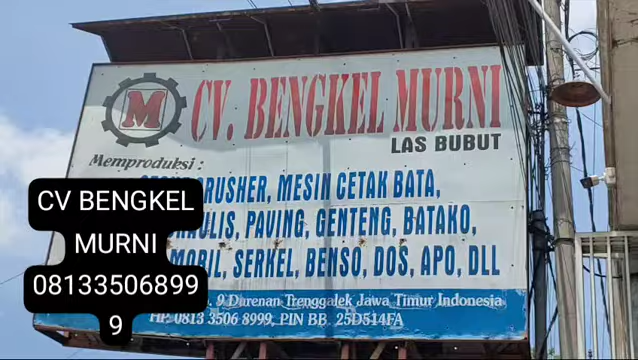 M CV. BENGKEL MURNI
LAS BUBUT
Memproduksi :
CRUSHER, MESIN CETAK BATA,
PAVING, GENTENG, BATAKO,
MOBIL, SERKEL, BENSO, DOS, APO, DLL
9 Durenan Trenggalek Jawa Timur Indonesia
HP. 0813 3506 8999, PIN BB. 25D514FA
CV BENGKEL
MURNI
08133506899
9